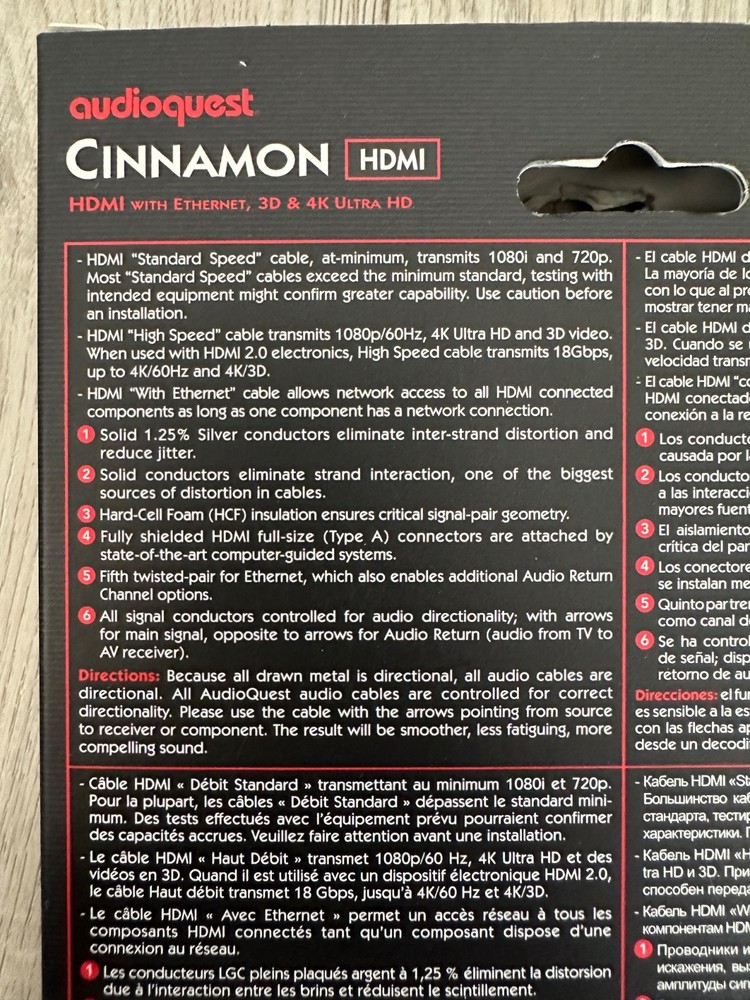 audioquest
CINNAMON HDMI
HDMI WITH ETHERNET, 3D & 4K ULTRA HD
- HDMI "Standard Speed" cable, at-minimum, transmits 1080i and 720p.
Most "Standard Speed" cables exceed the minimum standard, testing with
intended equipment might confirm greater capability. Use caution before
an installation.
- HDMI "High Speed" cable transmits 1080p/60Hz, 4K Ultra HD and 3D video.
When used with HDMI 2.0 electronics, High Speed cable transmits 18Gbps,
up to 4K/60Hz and 4K/3D.
- HDMI "With Ethernet" cable allows network access to all HDMI connected
components as long as one component has a network connection.
1 Solid 1.25% Silver conductors eliminate inter-strand distortion and
reduce jitter.
2 Solid conductors eliminate strand interaction, one of the biggest
sources of distortion in cables.
3 Hard-Cell Foam (HCF) insulation ensures critical signal-pair geometry.
4 Fully shielded HDMI full-size (Type A) connectors are attached by
state-of-the-art computer-guided systems.
5 Fifth twisted-pair for Ethernet, which also enables additional Audio Return
Channel options.
6 All signal conductors controlled for audio directionality; with arrows
for main signal, opposite to arrows for Audio Return (audio from TV to
AV receiver).
Directions: Because all drawn metal is directional, all audio cables are
directional. All AudioQuest audio cables are controlled for correct
directionality. Please use the cable with the arrows pointing from source
to receiver or component. The result will be smoother, less fatiguing, more
compelling sound.
- El cable HDMI
La mayoría de
con lo que al
mostrar tener
- El cable HDMI
3D. Cuando se
velocidad
- El cable HDMI
HDMI
conexión a la
1 Los
causada por
2 Los
a las
mayores
3 El aislamiento
crítica del
4 Los
se instalan
5 Quinto par
como canal
6 Se ha
de señal;
retorno de
Direcciones: el
es sensible a la
con las flechas
desde un
- Câble HDMI « Débit Standard » transmettant au minimum 1080i et 720p.
Pour la plupart, les câbles « Débit Standard » dépassent le standard mini-
mum. Des tests effectués avec l'équipement prévu pourraient confirmer
des capacités accrues. Veuillez faire attention avant une installation.
- Le câble HDMI « Haut Débit » transmet 1080p/60 Hz, 4K Ultra HD et des
vidéos en 3D. Quand il est utilisé avec un dispositif électronique HDMI 2.0,
le câble Haut débit transmet 18 Gbps, jusqu'à 4K/60 Hz et 4K/3D.
- Le câble HDMI « Avec Ethernet » permet un accès réseau à tous les
composants HDMI connectés tant qu'un composant dispose d'une
connexion au réseau.
1 Les conducteurs LGC pleins plaqués argent à 1,25 % éliminent la distorsion
due à l'interaction entre les brins et réduisent le scintillement.
- Кабель HDMI
Большинство
стандарта,
характеристики.
- Кабель HDMI
tra HD и 3D. При
способен
- Кабель HDMI
компонентам
1 Проводники
искажения,
амплитуды